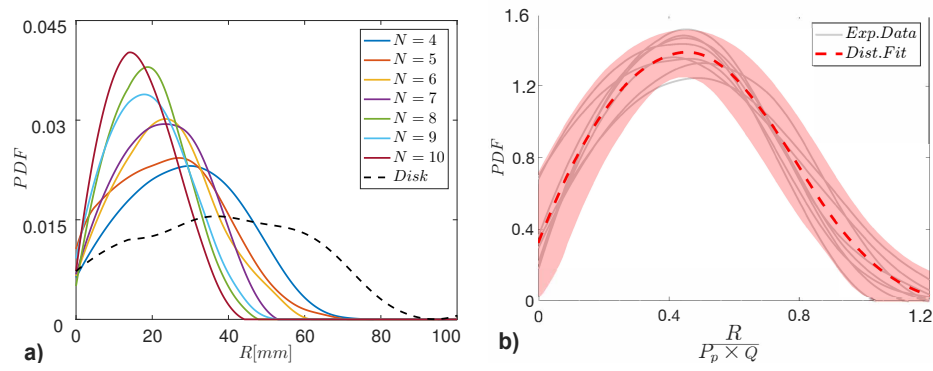 0.045
0.03
0.015
0
PDF
0 20 40 60 80 100
R[mm]
a)
N = 4
N = 5
N = 6
N = 7
N = 8
N = 9
N = 10
Disk
1.6
1.2
0.8
0.4
0
PDF
0 0.4 0.8 1.2
R
P_p × Q
b)
Exp.Data
Dist.Fit